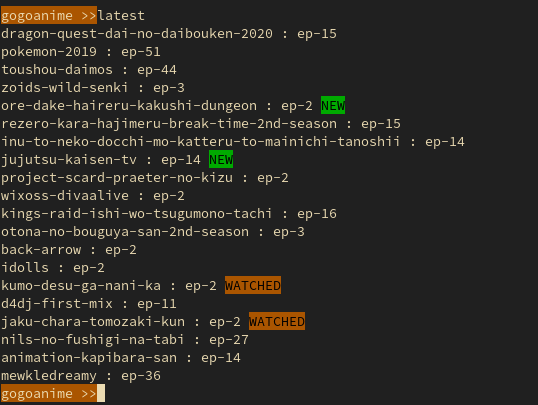 gogoanime >>latest
dragon-quest-dai-no-daibouken-2020 : ep-15
pokemon-2019 : ep-51
toushou-daimos : ep-44
zoids-wild-senki : ep-3
ore-dake-haireru-kakushi-dungeon : ep-2 NEW
rezero-kara-hajimeru-break-time-2nd-season : ep-15
inu-to-neko-docchi-mo-katteru-to-mainichi-tanoshii : ep-14
jujutsu-kaisen-tv : ep-14 NEW
project-scard-praeter-no-kizu : ep-2
wixoss-divaalive : ep-2
kings-raid-ishi-wo-tsugumono-tachi : ep-16
otona-no-bouguya-san-2nd-season : ep-3
back-arrow : ep-2
idolls : ep-2
kumo-desu-ga-nani-ka : ep-2 WATCHED
d4dj-first-mix : ep-11
jaku-chara-tomozaki-kun : ep-2 WATCHED
nils-no-fushigi-na-tabi : ep-27
animation-kapibara-san : ep-14
mewkledreamy : ep-36
gogoanime >>